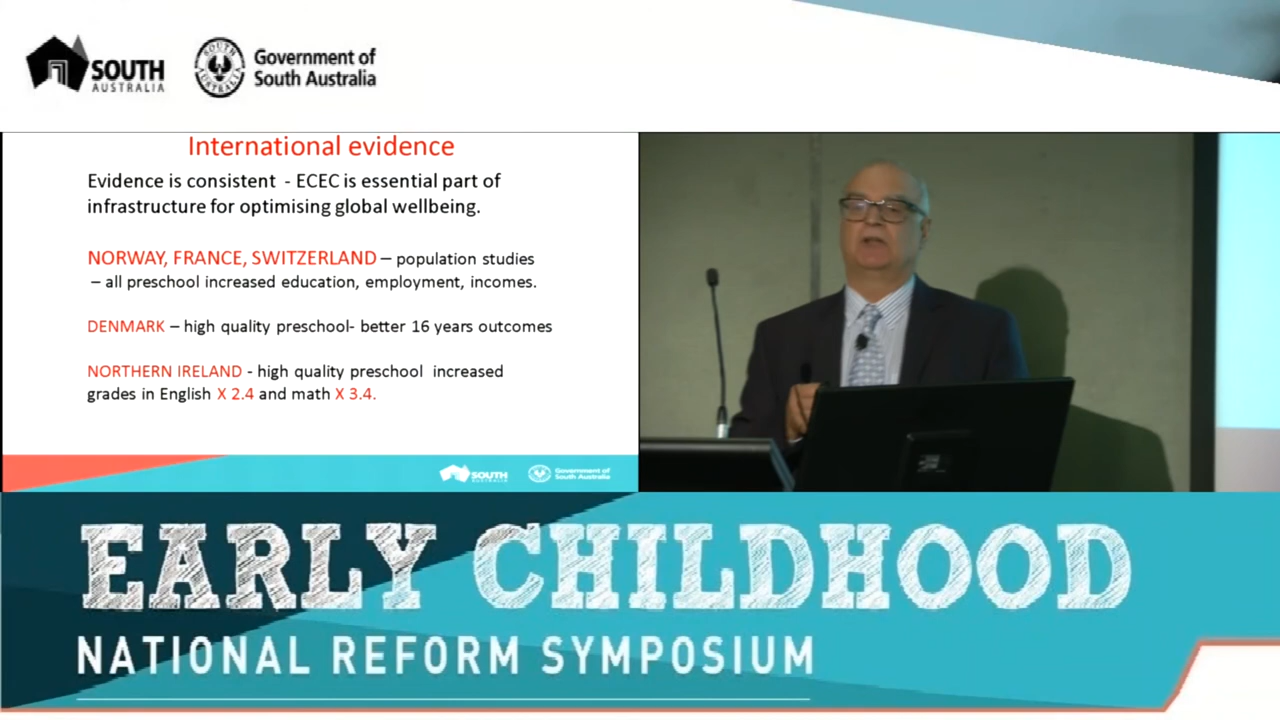 SOUTH
AUSTRALIA
Government of
South Australia
International evidence
Evidence is consistent - ECEC is essential part of
infrastructure for optimising global wellbeing.
NORWAY, FRANCE, SWITZERLAND – population studies
– all preschool increased education, employment, incomes.
DENMARK – high quality preschool- better 16 years outcomes
NORTHERN IRELAND - high quality preschool increased
grades in English X 2.4 and math X 3.4.
SOUTH
AUSTRALIA
Government of
South Australia
EARLY CHILDHOOD
NATIONAL REFORM SYMPOSIUM